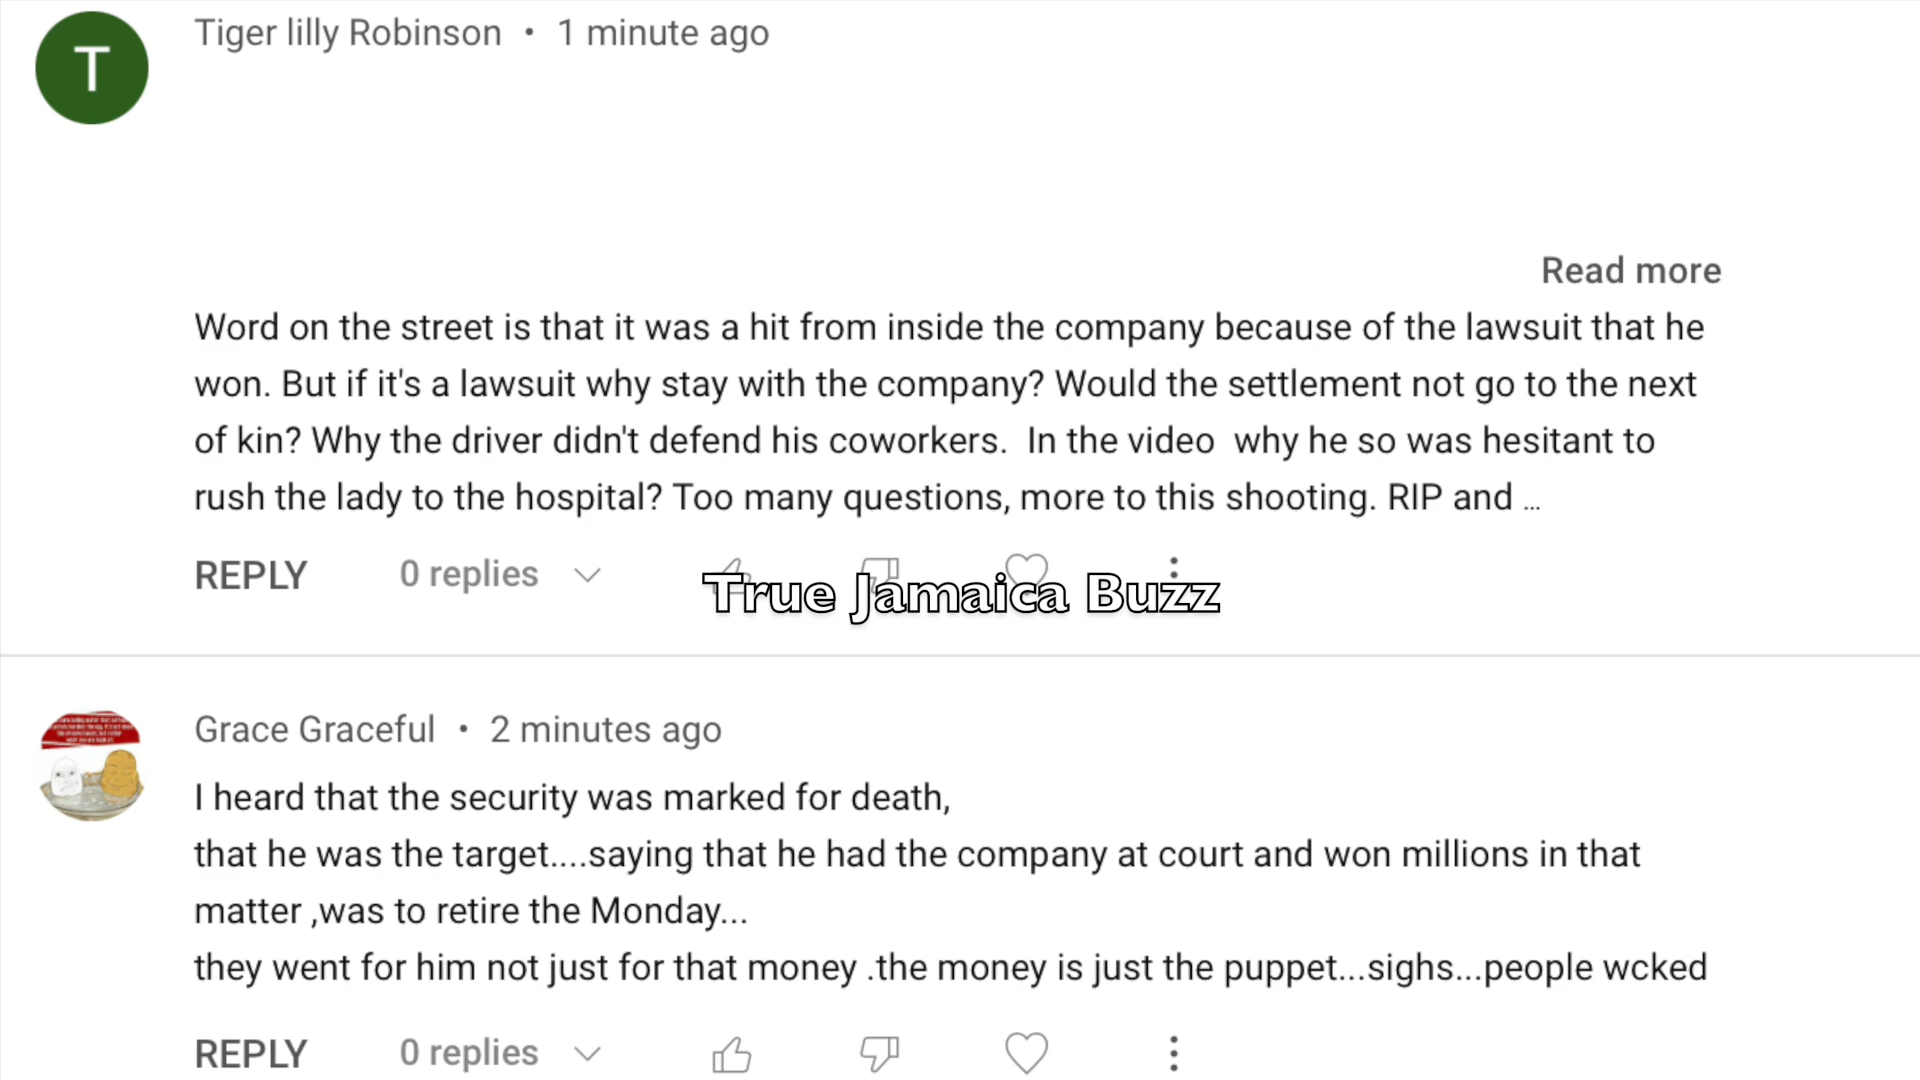 T
Tiger lilly Robinson • 1 minute ago
Read more
Word on the street is that it was a hit from inside the company because of the lawsuit that he
won. But if it's a lawsuit why stay with the company? Would the settlement not go to the next
of kin? Why the driver didn't defend his coworkers.  In the video  why he so was hesitant to
rush the lady to the hospital? Too many questions, more to this shooting. RIP and ...
REPLY 0 replies
True Jamaica Buzz
Grace Graceful • 2 minutes ago
I heard that the security was marked for death,
that he was the target....saying that he had the company at court and won millions in that
matter ,was to retire the Monday...
they went for him not just for that money .the money is just the puppet...sighs...people wcked
REPLY 0 replies